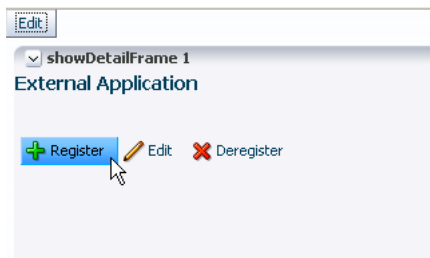 Edit
showDetailFrame 1
External Application
Register Edit Deregister